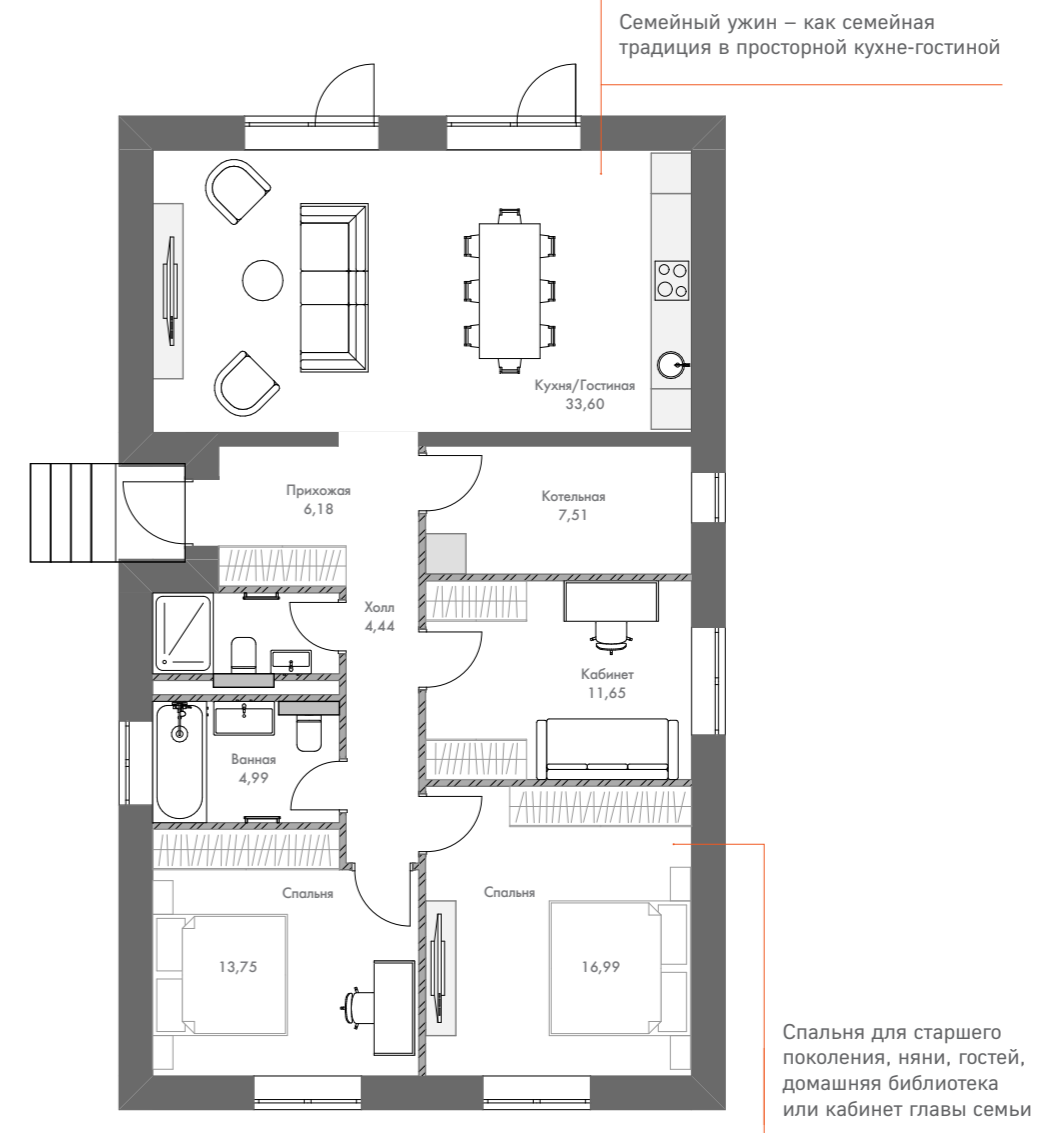 Семейный ужин – как семейная
традиция в просторной кухне-гостиной
Кухня/Гостиная
33,60
Прихожая
6,18
Котельная
7,51
Холл
4,44
Кабинет
11,65
Ванная
4,99
Спальня
13,75
Спальня
16,99
Спальня для старшего
поколения, няни, гостей,
домашняя библиотека
или кабинет главы семьи